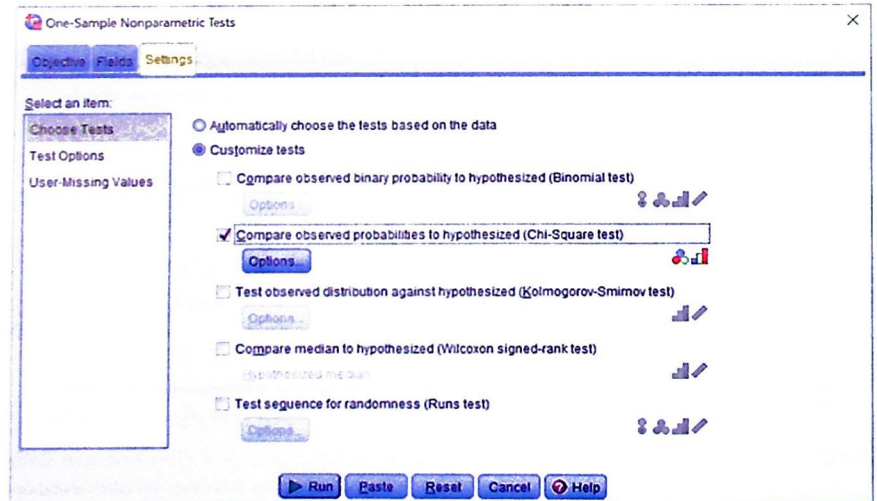 One-Sample Nonparametric Tests
Objective Fields Settings
Select an item:
Choose Tests
Test Options
User-Missing Values
Automatically choose the tests based on the data
Customize tests
Compare observed binary probability to hypothesized (Binomial test)
Options...
Compare observed probabilities to hypothesized (Chi-Square test)
Options...
Test observed distribution against hypothesized (Kolmogorov-Smirnov test)
Options...
Compare median to hypothesized (Wilcoxon signed-rank test)
Hypothesized median
Test sequence for randomness (Runs test)
Options...
Run Paste Reset Cancel Help